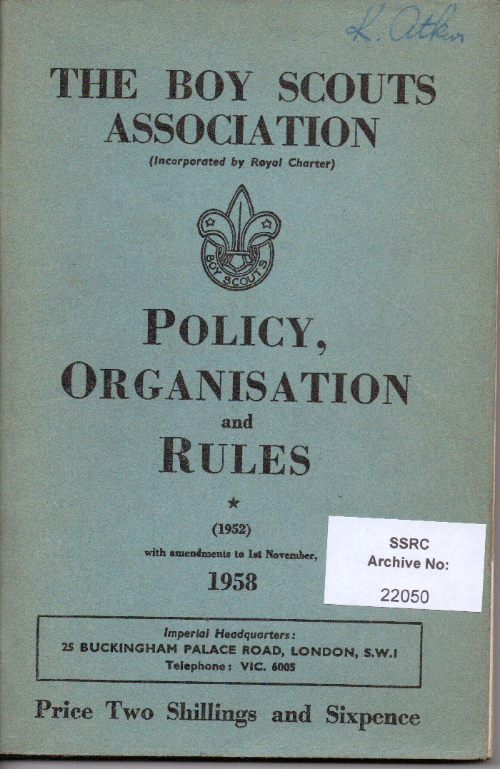 K. Atkin
THE BOY SCOUTS
ASSOCIATION
(Incorporated by Royal Charter)
BOY SCOUTS
POLICY,
ORGANISATION
and
RULES
(1952)
with amendments to 1st November,
1958
SSRC
Archive No:
22050
Imperial Headquarters:
25 BUCKINGHAM PALACE ROAD, LONDON, S.W.1
Telephone: VIC. 6005
Price Two Shillings and Sixpence